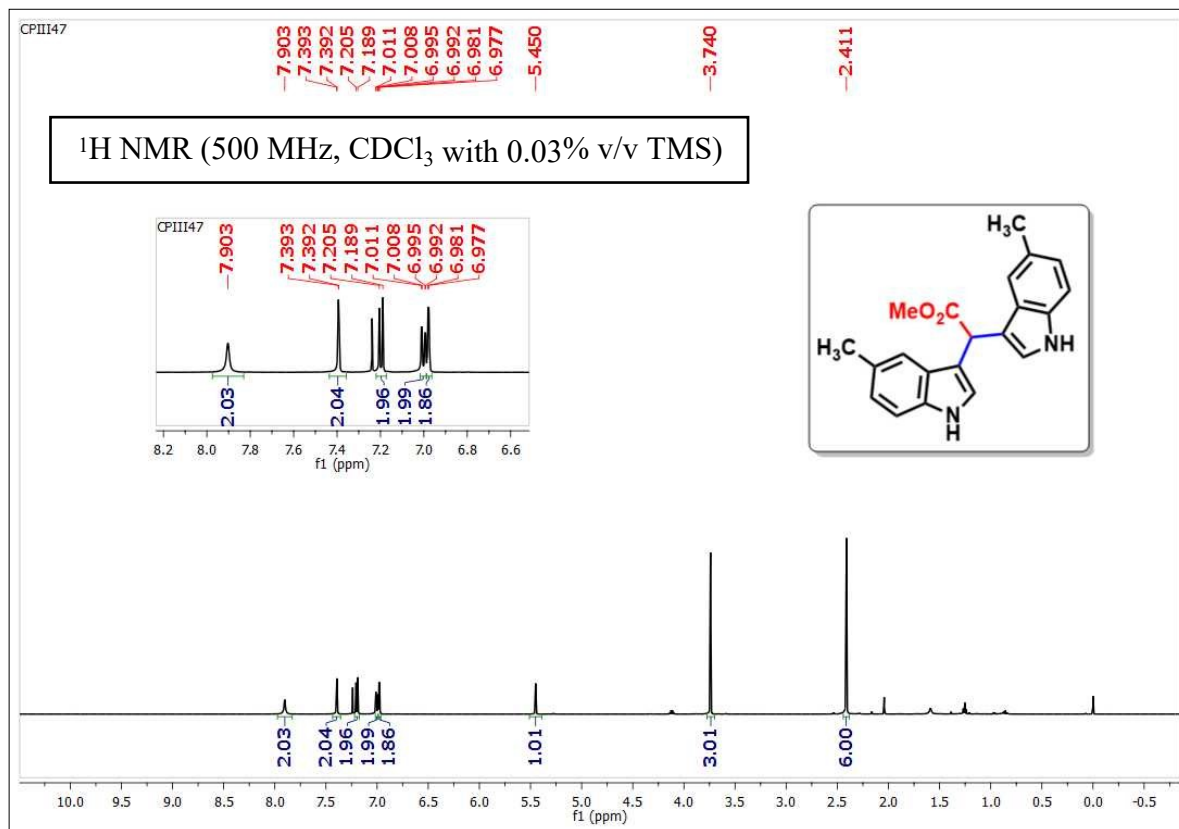 CPIII47
7.903
7.393
7.392
7.205
7.189
7.011
7.008
6.995
6.992
6.981
6.977
5.450
3.740
2.411
¹H NMR (500 MHz, CDCl₃ with 0.03% v/v TMS)
CPIII47
7.903
7.393
7.392
7.205
7.189
7.011
7.008
6.995
6.992
6.981
6.977
2.03
2.04
1.96
1.99
1.86
8.2 8.0 7.8 7.6 7.4 7.2 7.0 6.8 6.6
f1 (ppm)
H₃C
MeO₂C
NH
H₃C
N
H
2.03
2.04
1.96
1.99
1.86
1.01
3.01
6.00
10.0 9.5 9.0 8.5 8.0 7.5 7.0 6.5 6.0 5.5 5.0 4.5 4.0 3.5 3.0 2.5 2.0 1.5 1.0 0.5 0.0 -0.5
f1 (ppm)